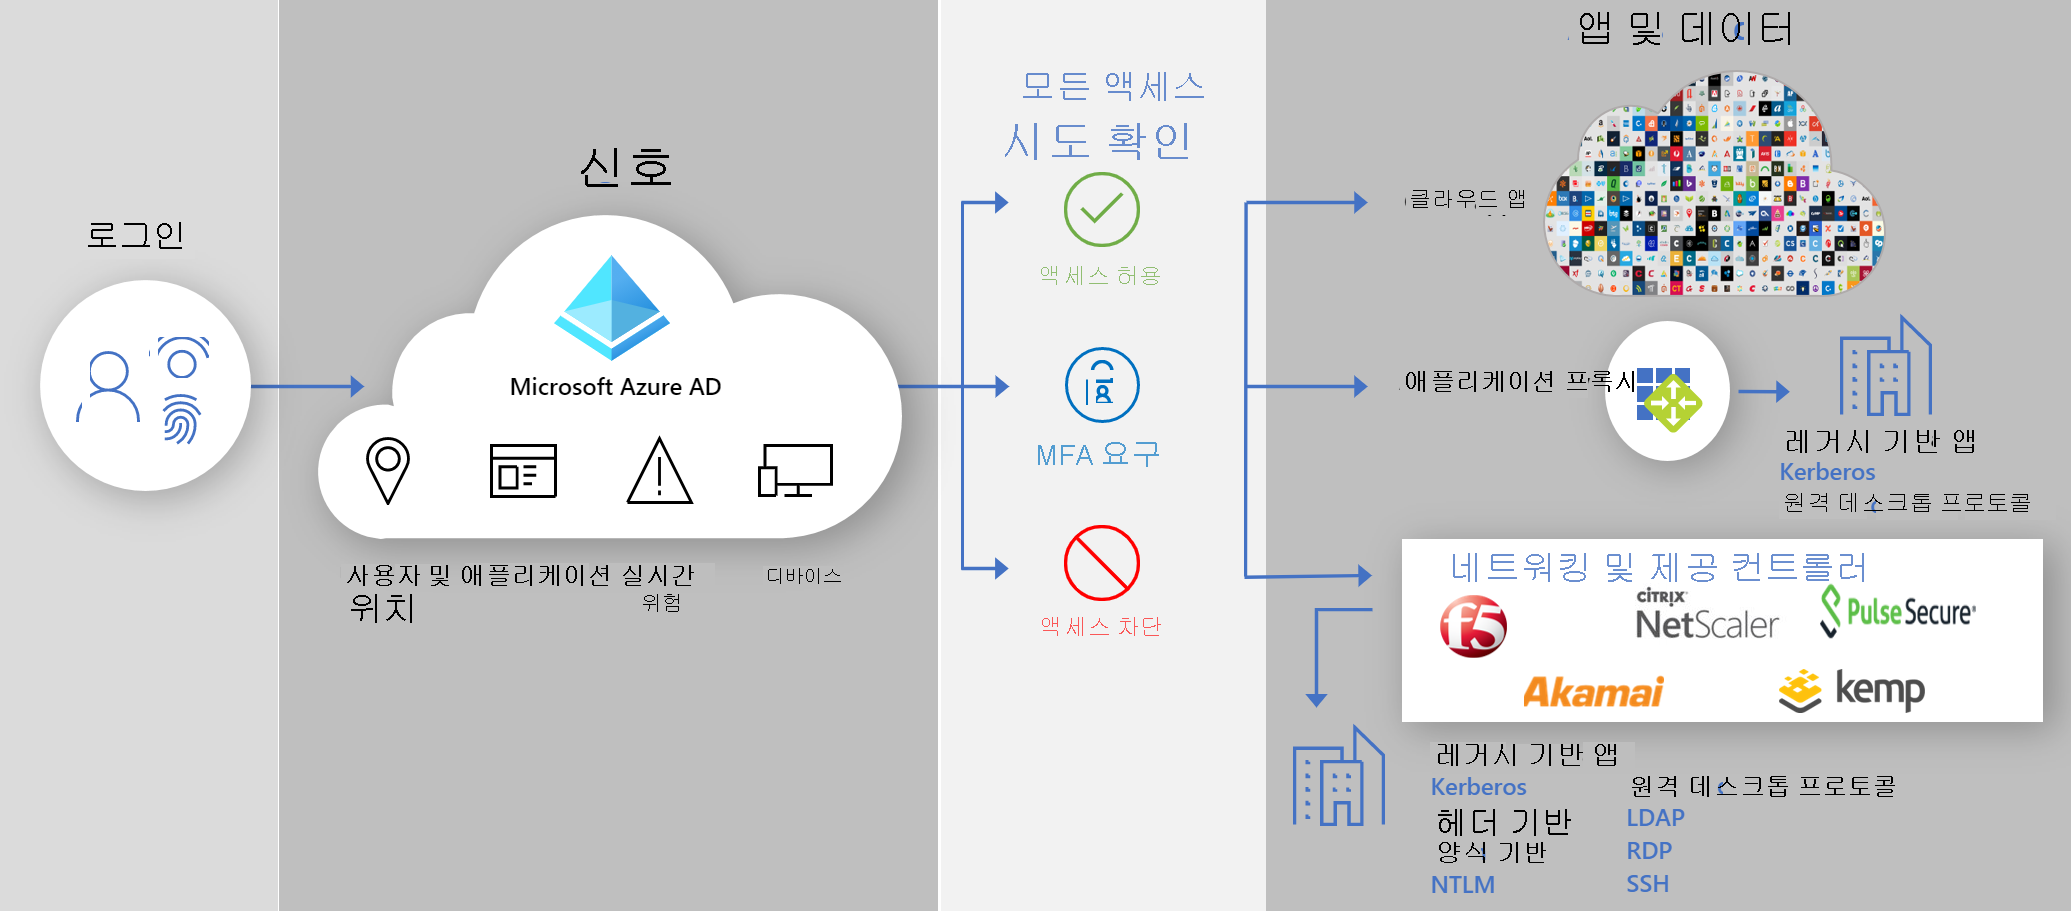 로그인
신호
Microsoft Azure AD
사용자 및 애플리케이션 실시간
위치
위험
디바이스
모든 액세스
시도 확인
액세스 허용
MFA 요구
액세스 차단
앱 및 데이터
클라우드 앱
애플리케이션 프록시
레거시 기반 앱
Kerberos
원격 데스크톱 프로토콜
네트워킹 및 제공 컨트롤러
f5
CITRIX
NetScaler
Pulse Secure
Akamai
kemp
레거시 기반 앱
Kerberos
원격 데스크톱 프로토콜
헤더 기반
LDAP
양식 기반
RDP
NTLM
SSH